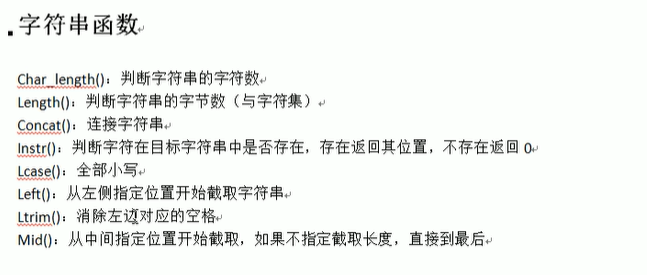 字符串函数
Char_length()：判断字符串的字符数
Length()：判断字符串的字节数（与字符集）
Concat()：连接字符串
Instr()：判断字符在目标字符串中是否存在，存在返回其位置，不存在返回 0
Lcase()：全部小写
Left()：从左侧指定位置开始截取字符串
Ltrim()：消除左边对应的空格
Mid()：从中间指定位置开始截取，如果不指定截取长度，直接到最后